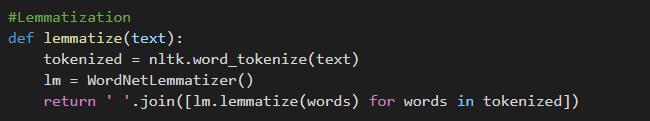 #Lemmatization
def lemmatize(text):
    tokenized = nltk.word_tokenize(text)
    lm = WordNetLemmatizer()
    return ' '.join([lm.lemmatize(words) for words in tokenized])